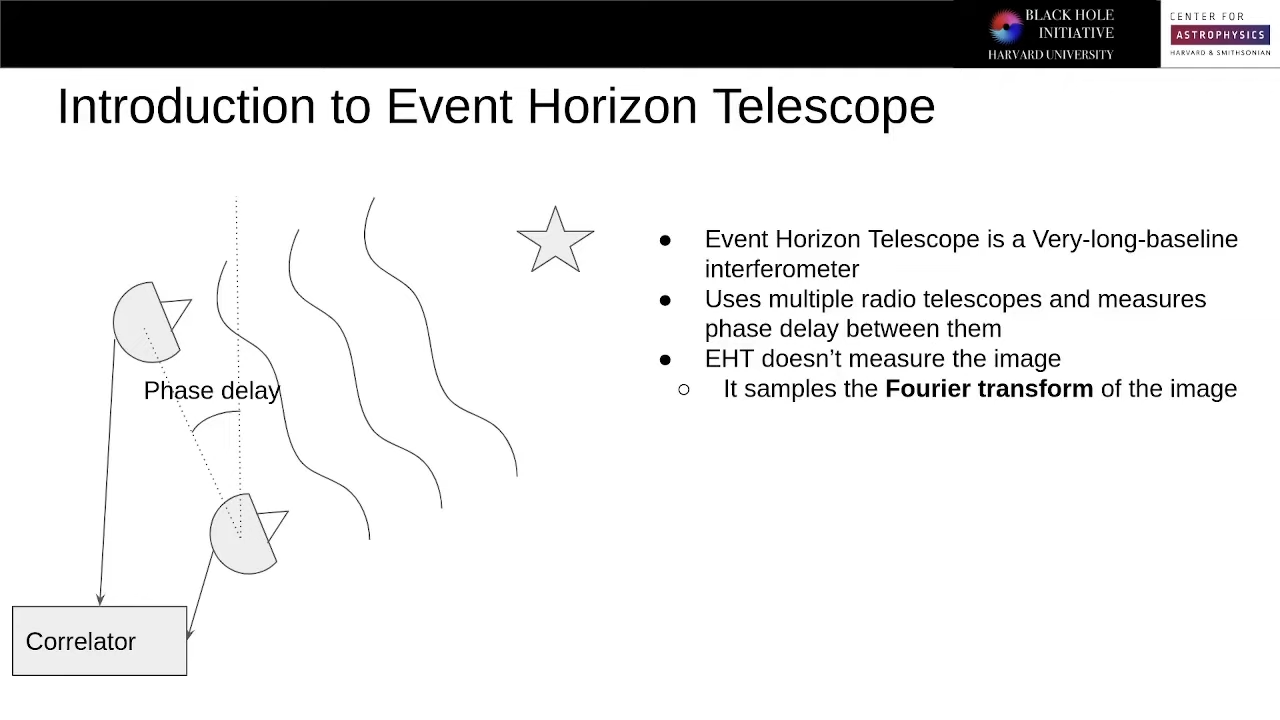 BLACK HOLE
INITIATIVE
HARVARD UNIVERSITY
CENTER FOR
ASTROPHYSICS
HARVARD & SMITHSONIAN
Introduction to Event Horizon Telescope
● Event Horizon Telescope is a Very-long-baseline
interferometer
● Uses multiple radio telescopes and measures
phase delay between them
● EHT doesn’t measure the image
○ It samples the Fourier transform of the image
Phase delay
Correlator